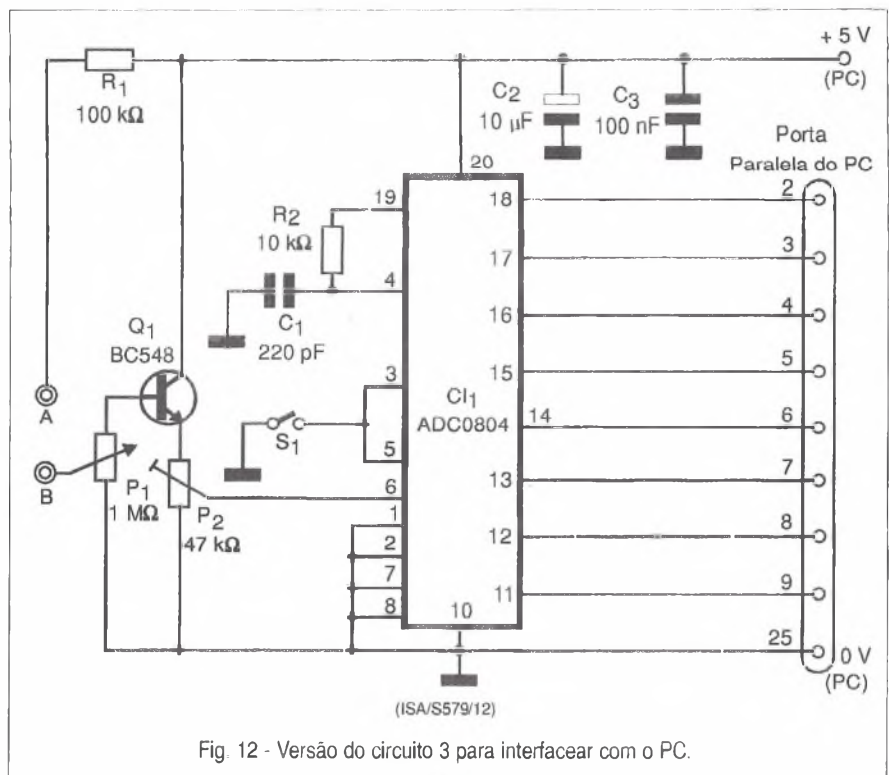 + 5 V
(PC)
R1
100 kΩ
C2
10 µF
C3
100 nF
Porta
Paralela do PC
20
19
18
2
R2
10 kΩ
17
3
4
16
4
C1
220 pF
Q1
BC548
15
5
3
CI1
ADC0804
14
6
A
S1
5
13
7
B
6
P1
1 MΩ
P2
47 kΩ
1
12
8
2
7
11
9
8
10
25
0 V
(PC)
(ISA/S579/12)
Fig. 12 - Versão do circuito 3 para interfacear com o PC.